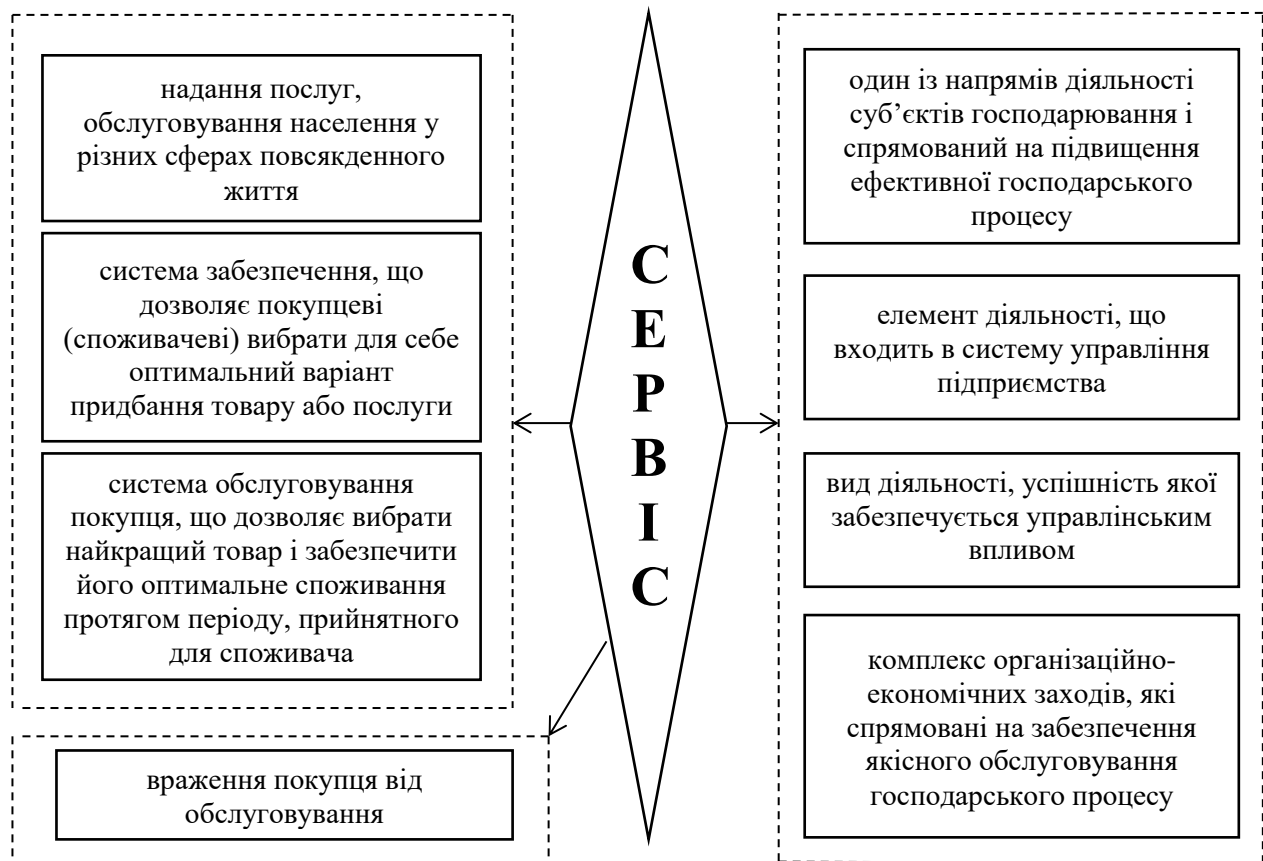 надання послуг,
обслуговування населення у
різних сферах повсякденного
життя
система забезпечення, що
дозволяє покупцеві
(споживачеві) вибрати для себе
оптимальний варіант
придбання товару або послуги
система обслуговування
покупця, що дозволяє вибрати
найкращий товар і забезпечити
його оптимальне споживання
протягом періоду, прийнятного
для споживача
враження покупця від
обслуговування
С
Е
Р
В
І
С
один із напрямів діяльності
суб’єктів господарювання і
спрямований на підвищення
ефективної господарського
процесу
елемент діяльності, що
входить в систему управління
підприємства
вид діяльності, успішність якої
забезпечується управлінським
впливом
комплекс організаційно-
економічних заходів, які
спрямовані на забезпечення
якісного обслуговування
господарського процесу